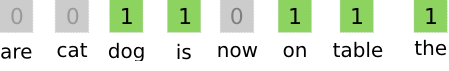 0 0 1 1 0 1 1 1
are cat dog is now on table the